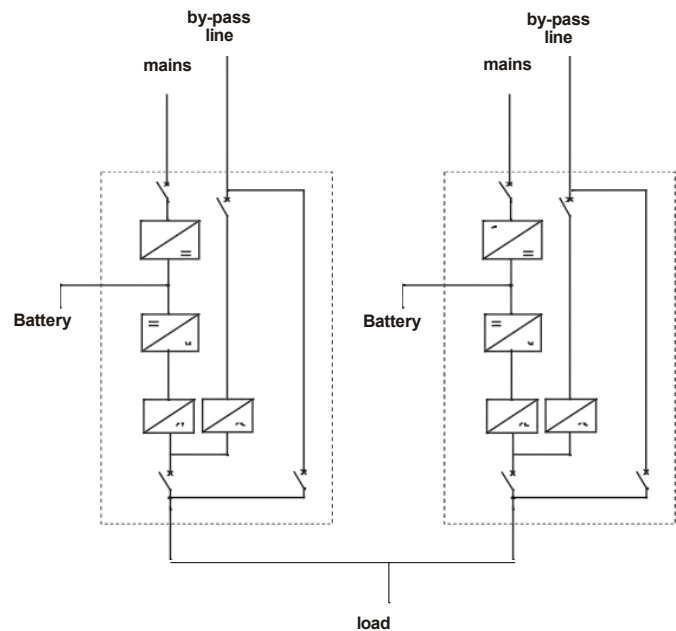 by-pass
line
mains
by-pass
line
mains
Battery
Battery
load